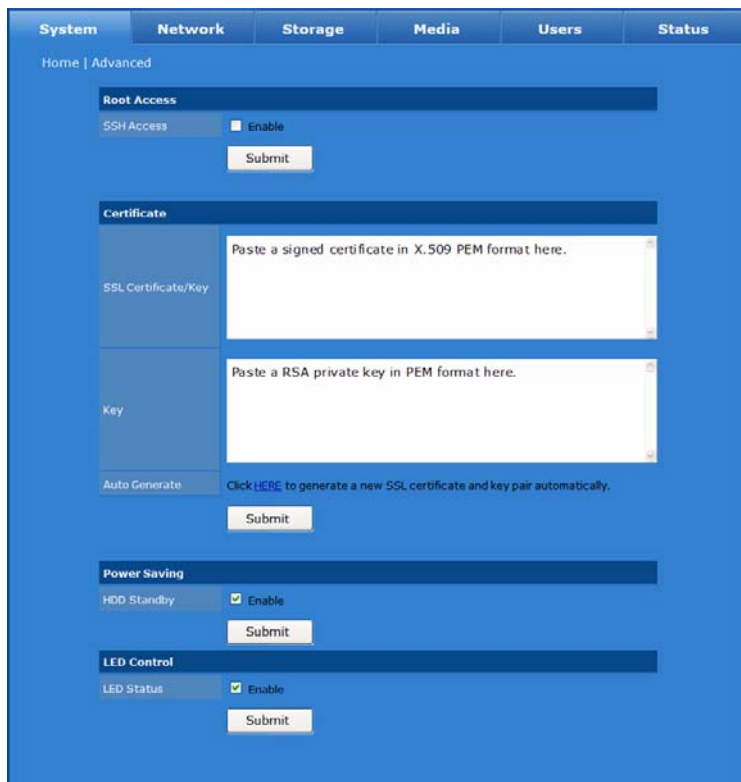 System Network Storage Media Users Status
Home | Advanced
Root Access
SSH Access Enable
Submit
Certificate
SSL Certificate/Key
Paste a signed certificate in X.509 PEM format here.
Key
Paste a RSA private key in PEM format here.
Auto Generate Click HERE to generate a new SSL certificate and key pair automatically.
Submit
Power Saving
HDD Standby Enable
Submit
LED Control
LED Status Enable
Submit